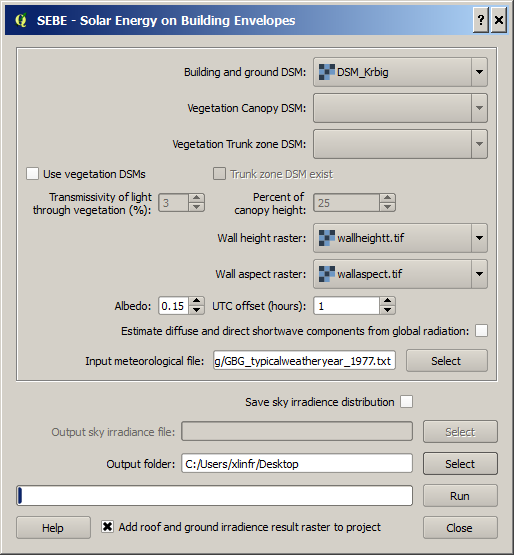 SEBE - Solar Energy on Building Envelopes
Building and ground DSM: DSM_Krbig
Vegetation Canopy DSM:
Vegetation Trunk zone DSM:
Use vegetation DSMs Trunk zone DSM exist
Transmissivity of light through vegetation (%): 3 Percent of canopy height: 25
Wall height raster: wallheightt.tif
Wall aspect raster: wallaspect.tif
Albedo: 0.15 UTC offset (hours): 1
Estimate diffuse and direct shortwave components from global radiation:
Input meteorological file: g/GBG_typicalweatheryear_1977.txt Select
Save sky irradience distribution
Output sky irradiance file: Select
Output folder: C:/Users/xlinfr/Desktop Select
Run
Help Add roof and ground irradience result raster to project Close